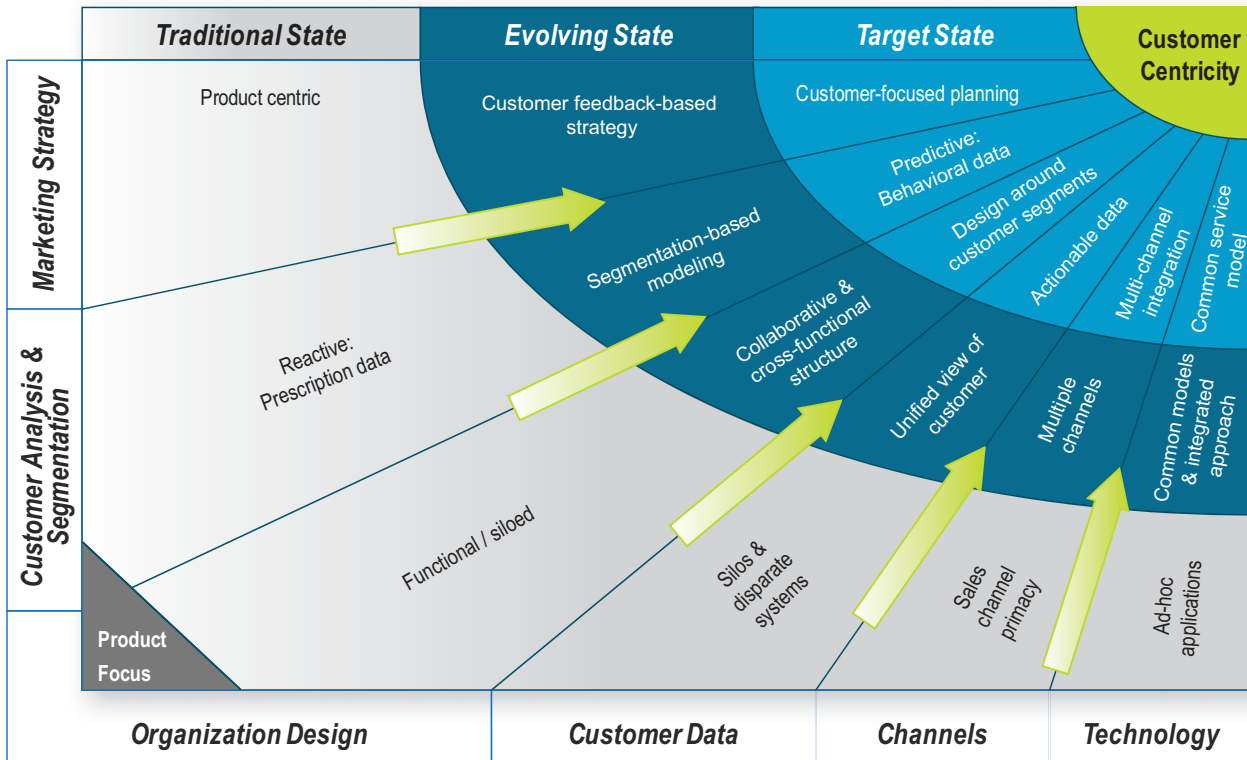 Traditional State
Evolving State
Target State
Customer
Centricity
Marketing Strategy
Product centric
Customer feedback-based
strategy
Customer-focused planning
Predictive:
Behavioral data
Segmentation-based
modeling
Design around
customer segments
Actionable data
Multi-channel
integration
Common service
model
Customer Analysis &
Segmentation
Reactive:
Prescription data
Collaborative &
cross-functional
structure
Unified view of
customer
Multiple
channels
Common models
& integrated
approach
Functional / siloed
Silos &
disparate
systems
Sales
channel
primacy
Ad-hoc
applications
Product
Focus
Organization Design
Customer Data
Channels
Technology